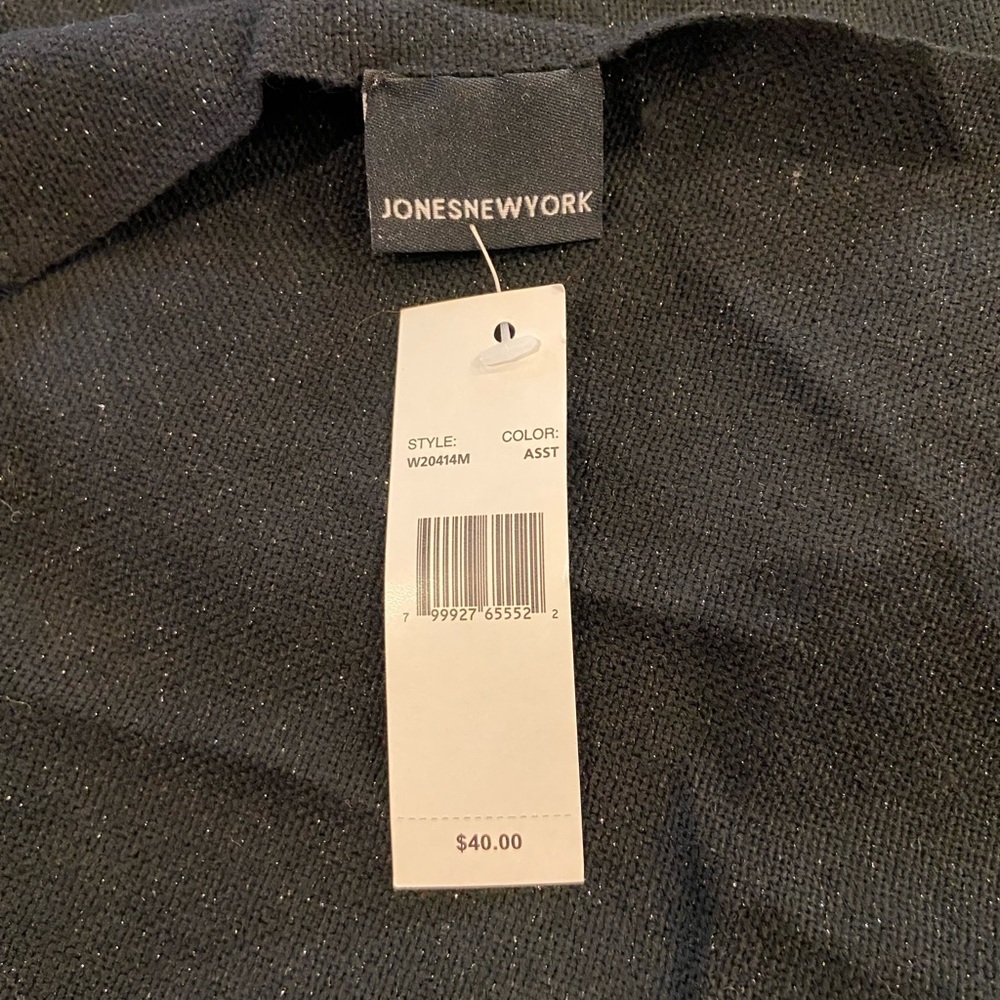 JONESNEWYORK
STYLE: COLOR:
W20414M ASST
7 99927 65552 2
$40.00